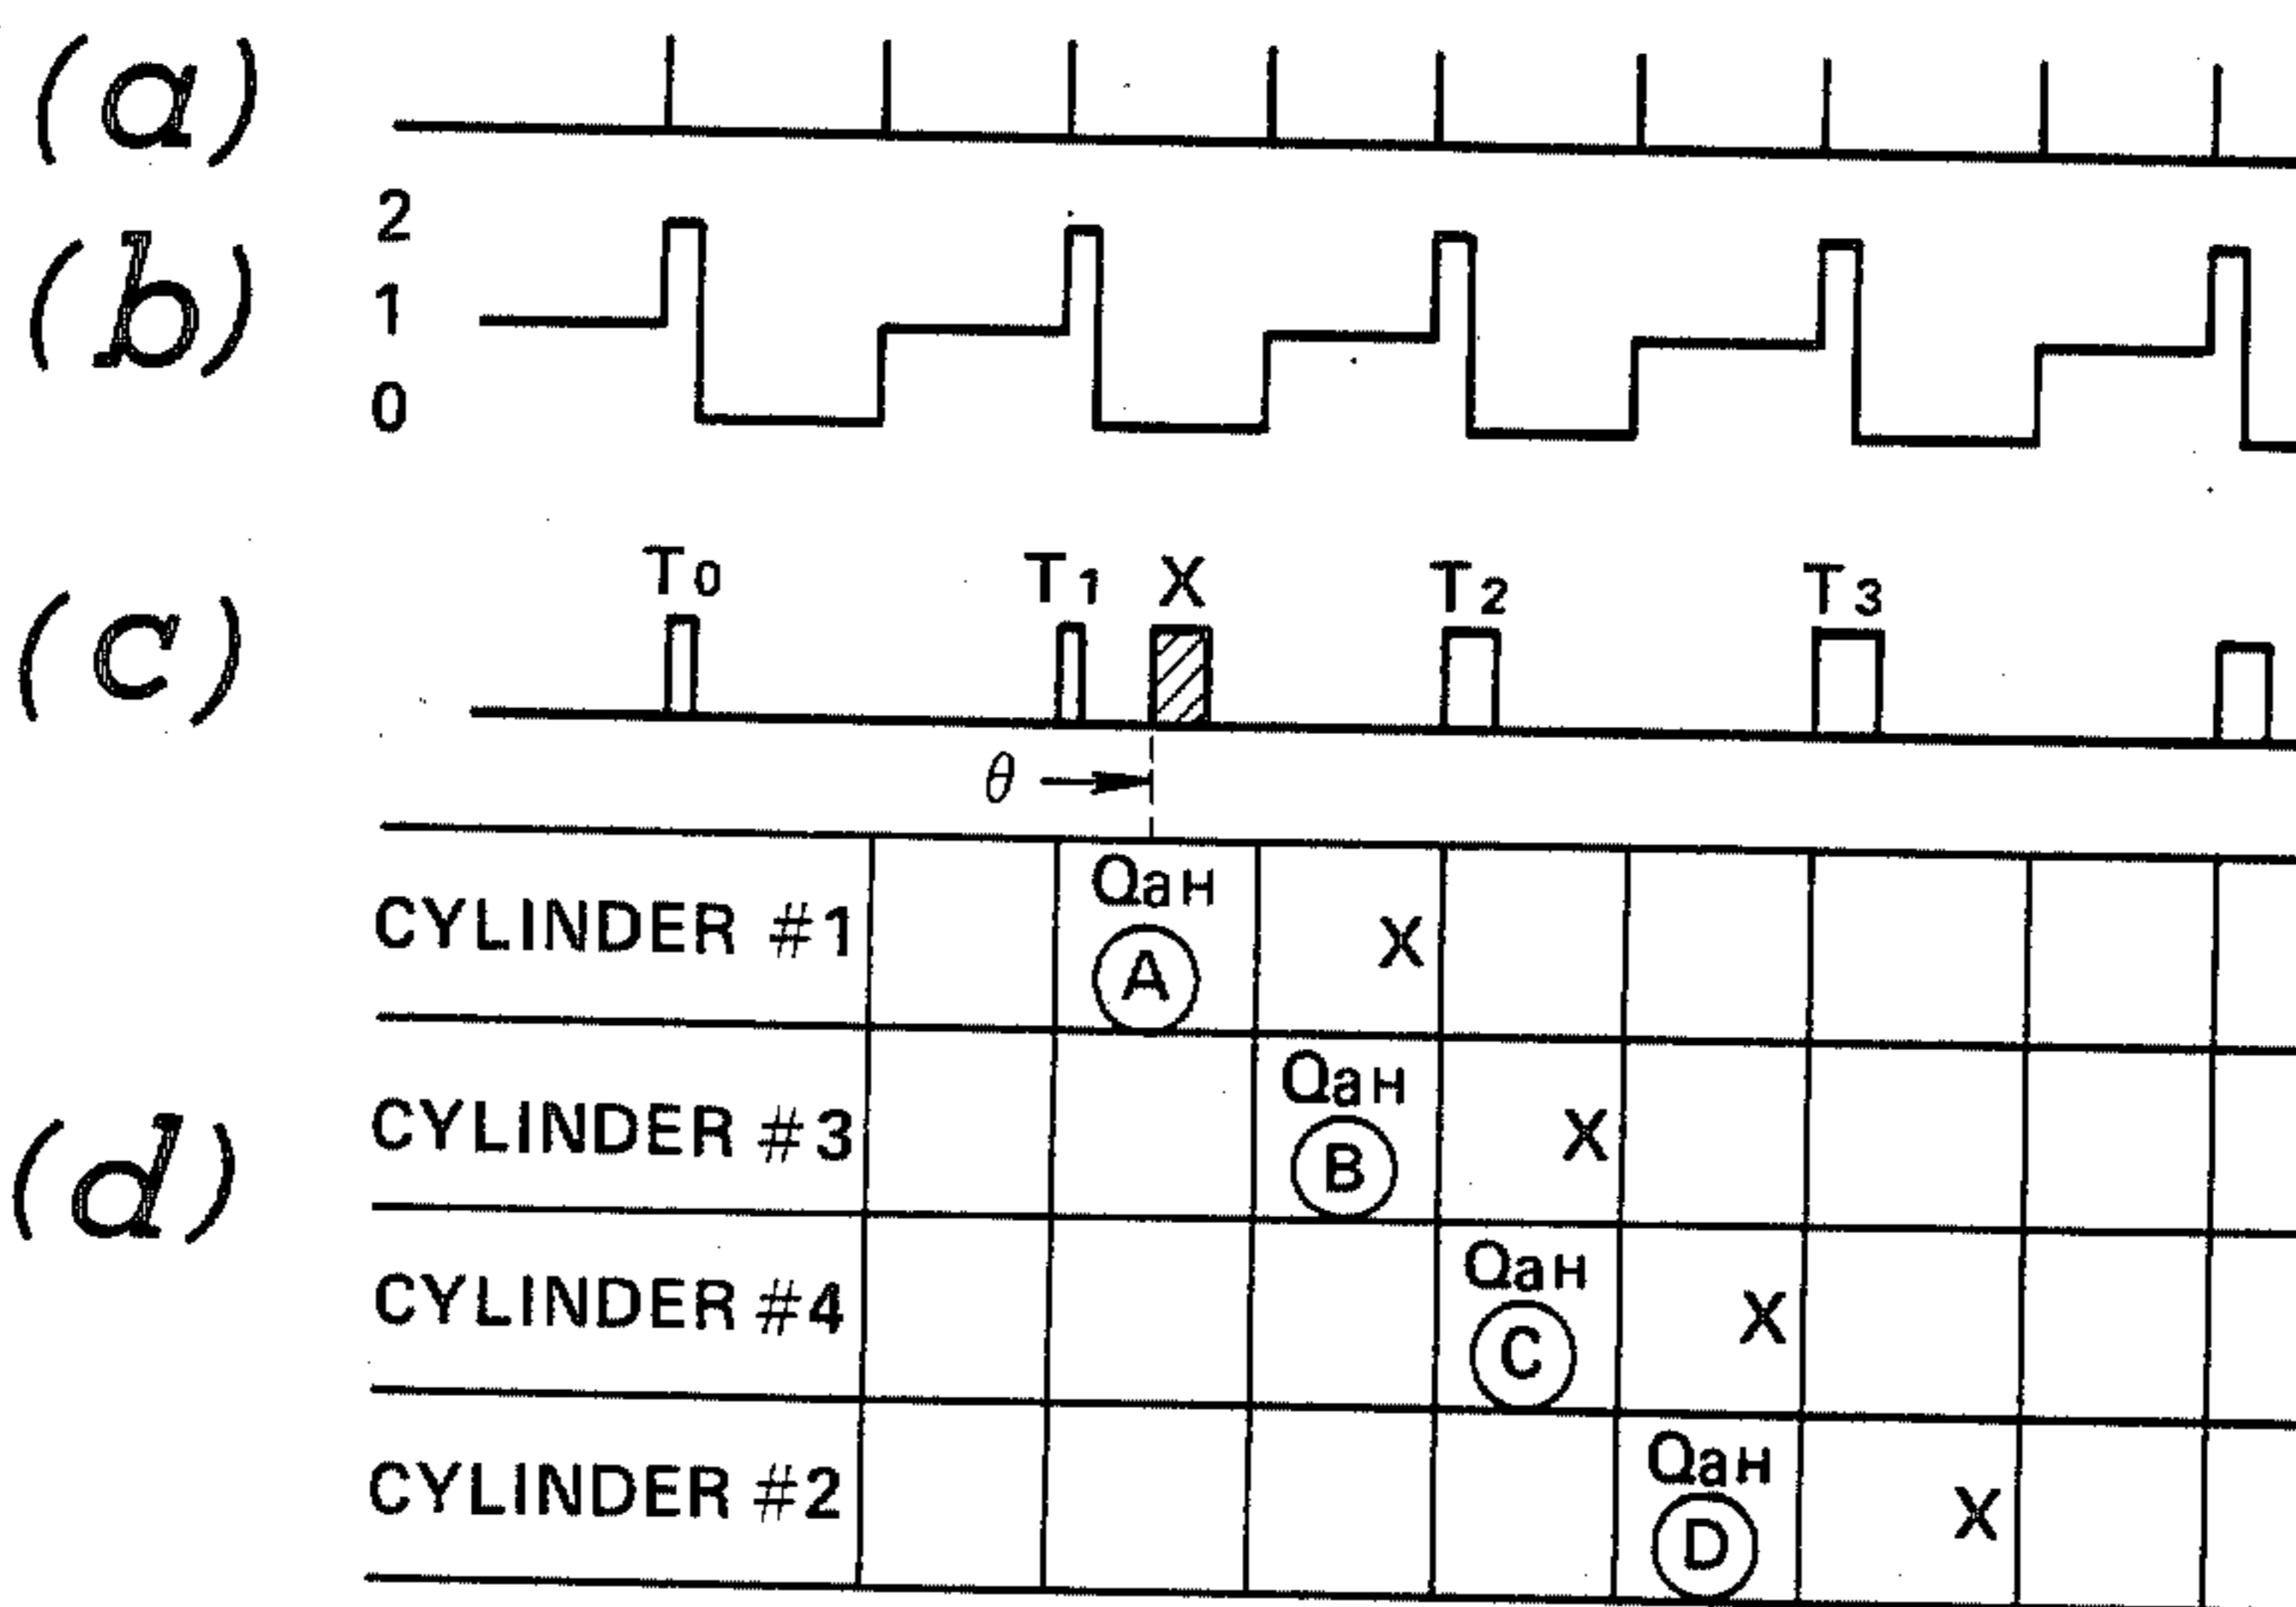 (a)
2
(b) 1
0
T0 T1 X T2 T3
(c)
θ
QaH
CYLINDER #1 A X
QaH
CYLINDER #3 B X
(d)
QaH
CYLINDER #4 C X
QaH
CYLINDER #2 D X